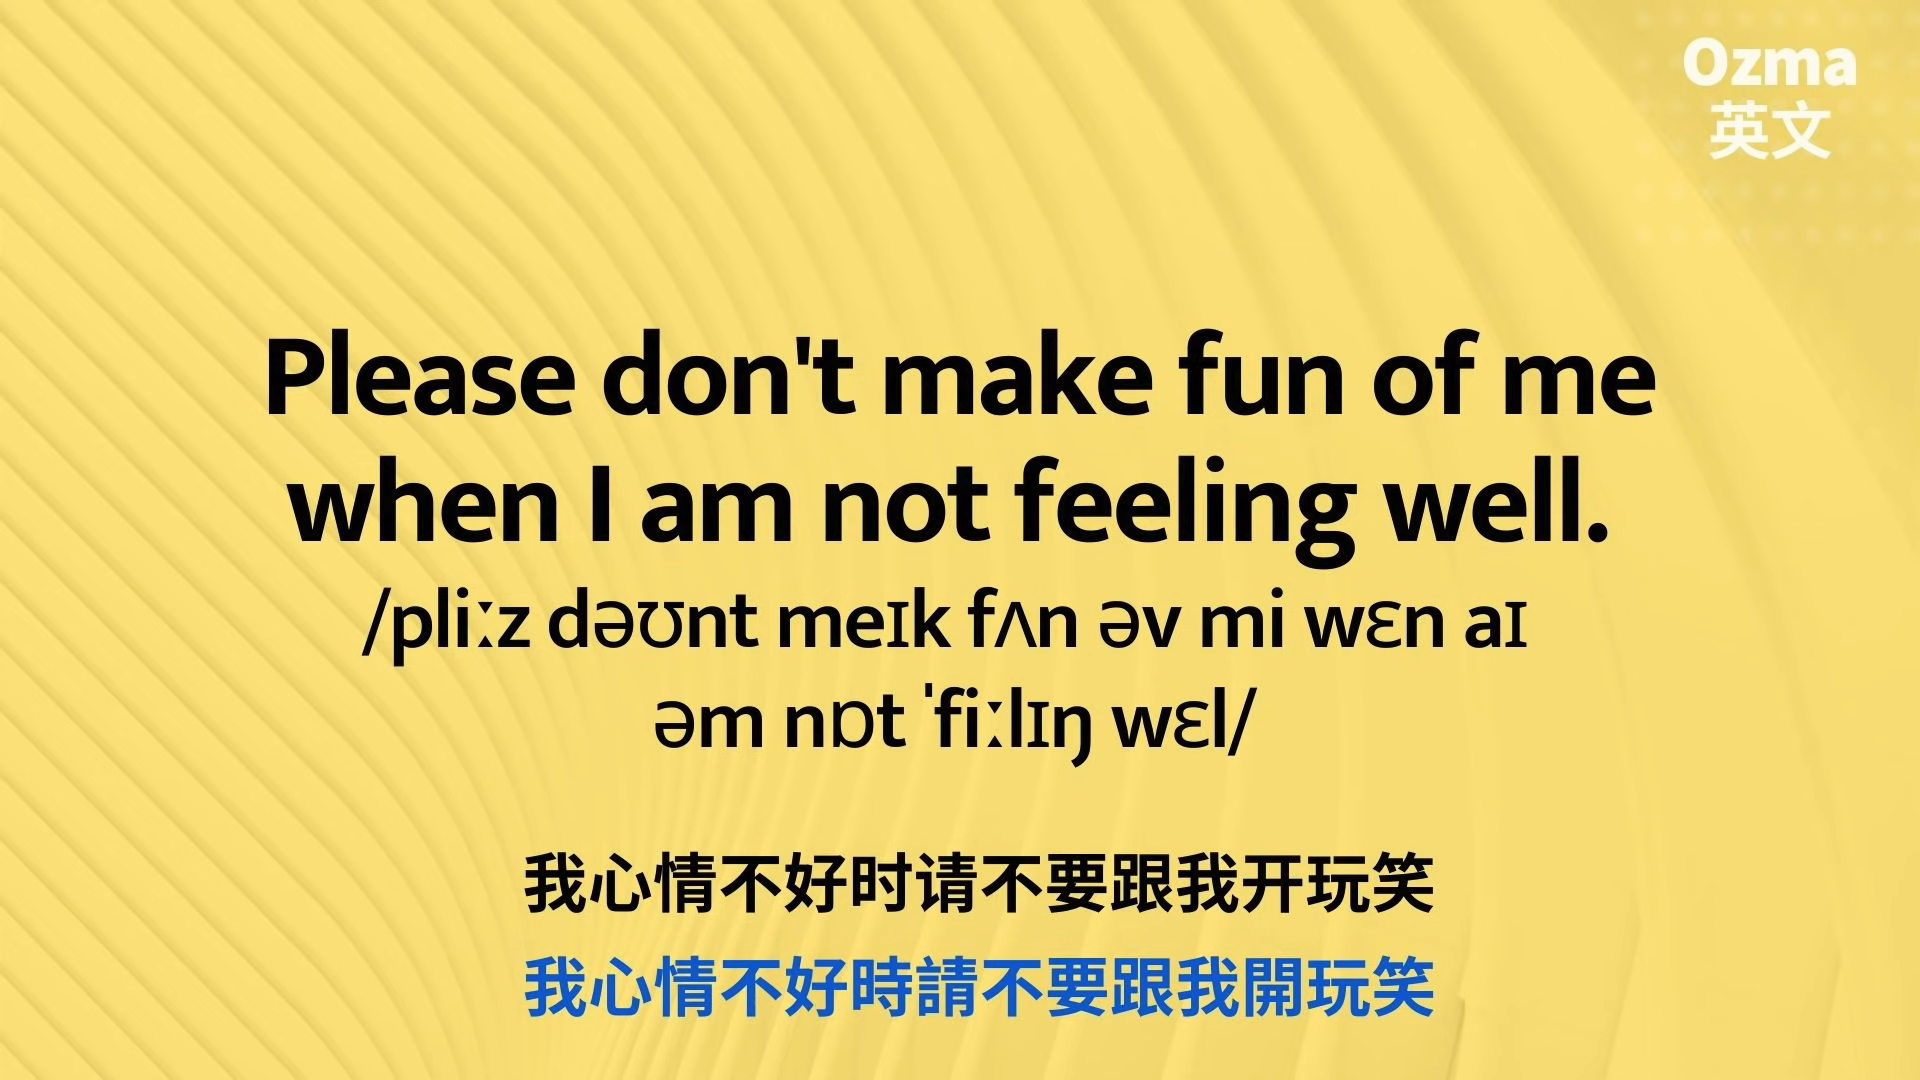 Ozma
英文
Please don't make fun of me
when I am not feeling well.
/pliːz dəʊnt meɪk fʌn əv mi wɛn aɪ
əm nɒt ˈfiːlɪŋ wɛl/
我心情不好时请不要跟我开玩笑
我心情不好時請不要跟我開玩笑